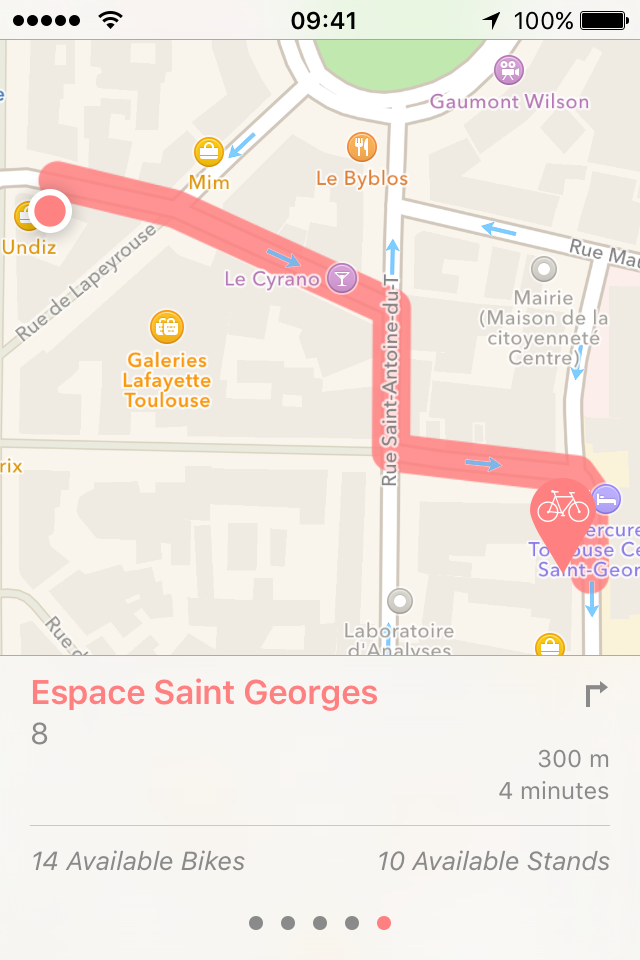 09:41
100%
Gaumont Wilson
Mim
Le Byblos
Undiz
Rue de Lapeyrouse
Le Cyrano
Rue Saint-Antoine-du-T
Mairie
(Maison de la
citoyenneté
Centre)
Galeries
Lafayette
Toulouse
rix
Saint-Geor
Laboratoire
d'Analyses
Espace Saint Georges
8
300 m
4 minutes
14 Available Bikes
10 Available Stands